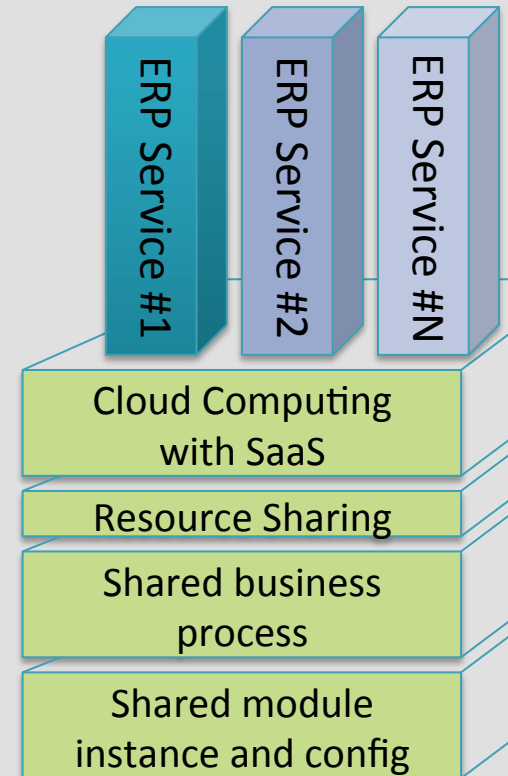 ERP Service #1
ERP Service #2
ERP Service #N
Cloud Computing
with SaaS
Resource Sharing
Shared business
process
Shared module
instance and config